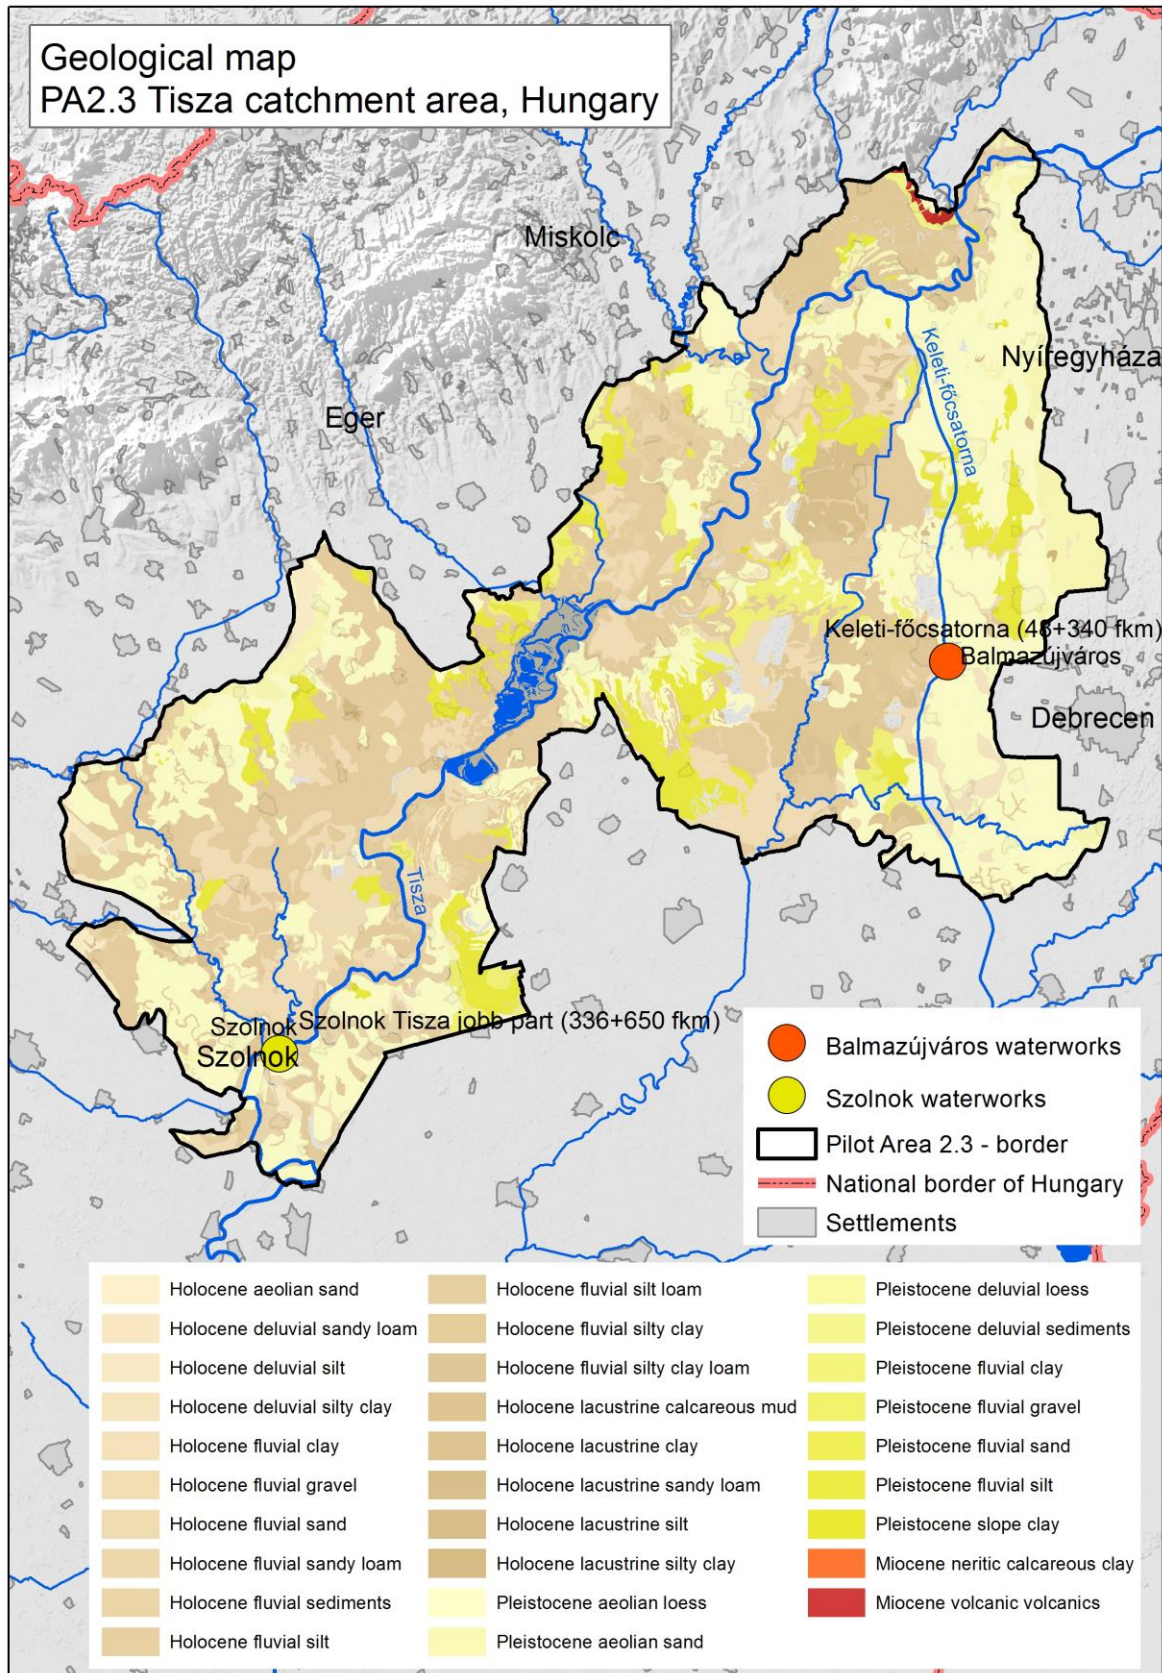 Geological map
PA2.3 Tisza catchment area, Hungary
Miskolc
Nyíregyháza
Keleti-főcsatorna
Eger
Keleti-főcsatorna (48+340 fkm)
Balmazújváros
Debrecen
Tisza
Szolnok
Szolnok Tisza jobb part (336+650 fkm)
Szolnok
Balmazújváros waterworks
Szolnok waterworks
Pilot Area 2.3 - border
National border of Hungary
Settlements
Holocene aeolian sand
Holocene deluvial sandy loam
Holocene deluvial silt
Holocene deluvial silty clay
Holocene fluvial clay
Holocene fluvial gravel
Holocene fluvial sand
Holocene fluvial sandy loam
Holocene fluvial sediments
Holocene fluvial silt
Holocene fluvial silt loam
Holocene fluvial silty clay
Holocene fluvial silty clay loam
Holocene lacustrine calcareous mud
Holocene lacustrine clay
Holocene lacustrine sandy loam
Holocene lacustrine silt
Holocene lacustrine silty clay
Pleistocene aeolian loess
Pleistocene aeolian sand
Pleistocene deluvial loess
Pleistocene deluvial sediments
Pleistocene fluvial clay
Pleistocene fluvial gravel
Pleistocene fluvial sand
Pleistocene fluvial silt
Pleistocene slope clay
Miocene neritic calcareous clay
Miocene volcanic volcanics